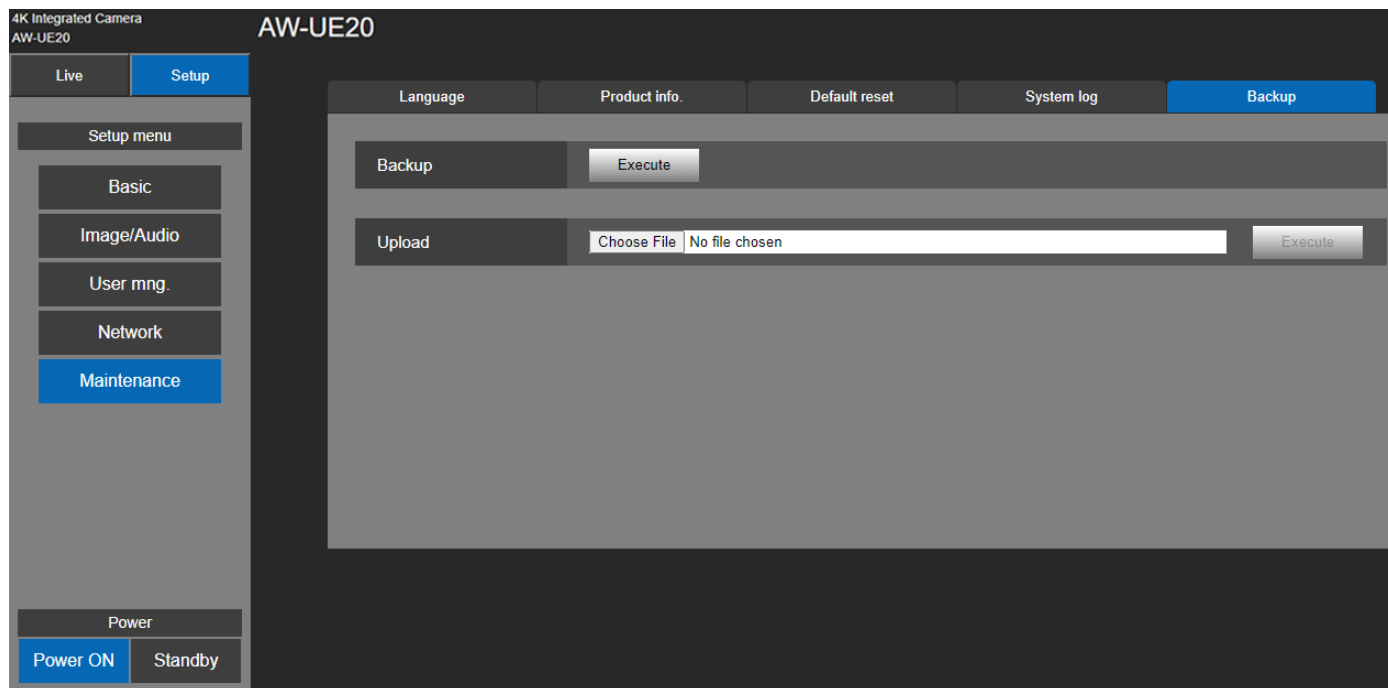 4K Integrated Camera
AW-UE20
AW-UE20
Live Setup
Language Product info. Default reset System log Backup
Setup menu
Basic
Image/Audio
User mng.
Network
Maintenance
Backup Execute
Upload Choose File No file chosen Execute
Power
Power ON Standby